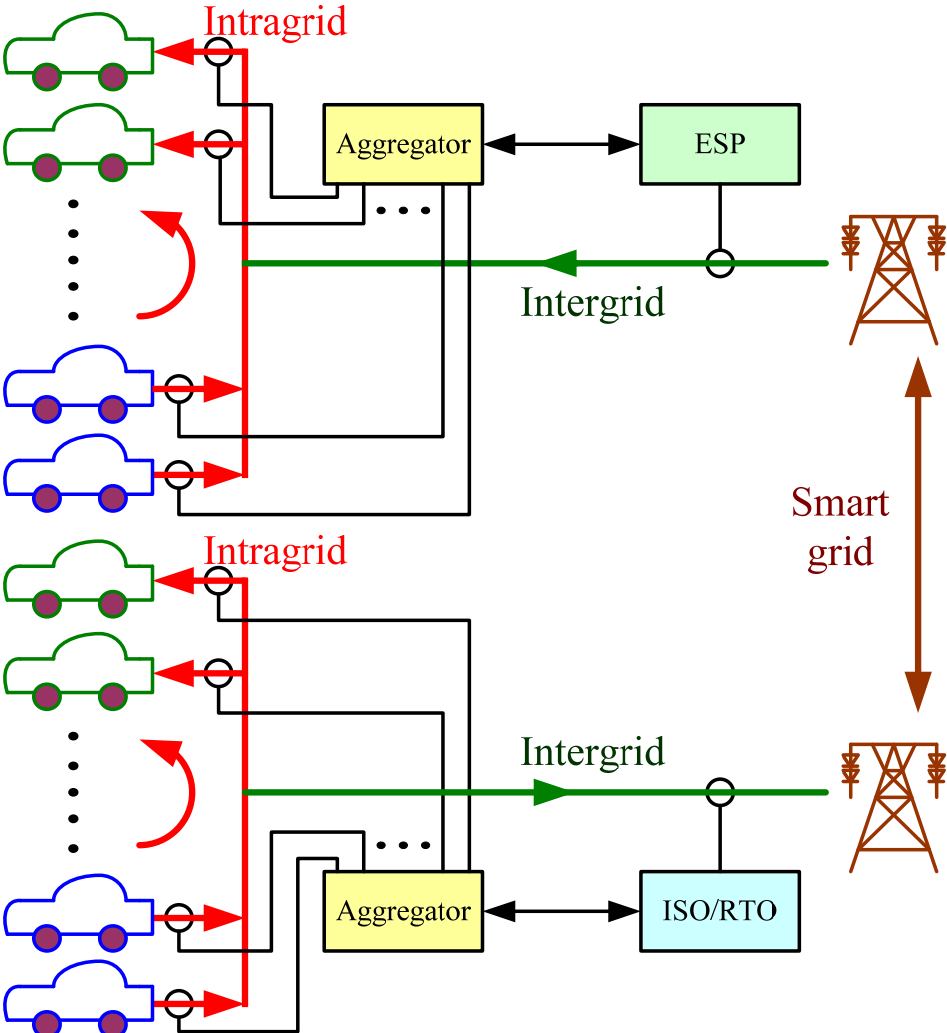 Intragrid
Aggregator
ESP
Intergrid
Smart
grid
Intragrid
Intergrid
Aggregator
ISO/RTO